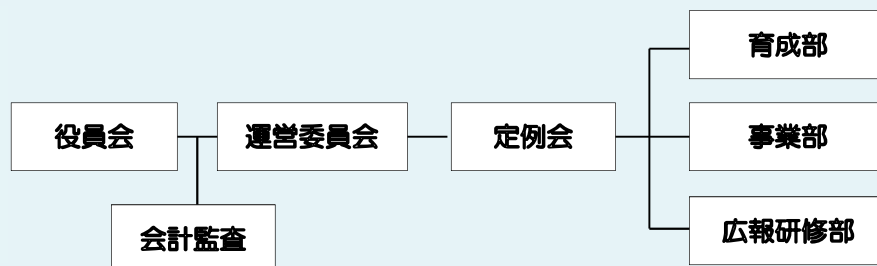 役員会
運営委員会
定例会
育成部
事業部
広報研修部
会計監査